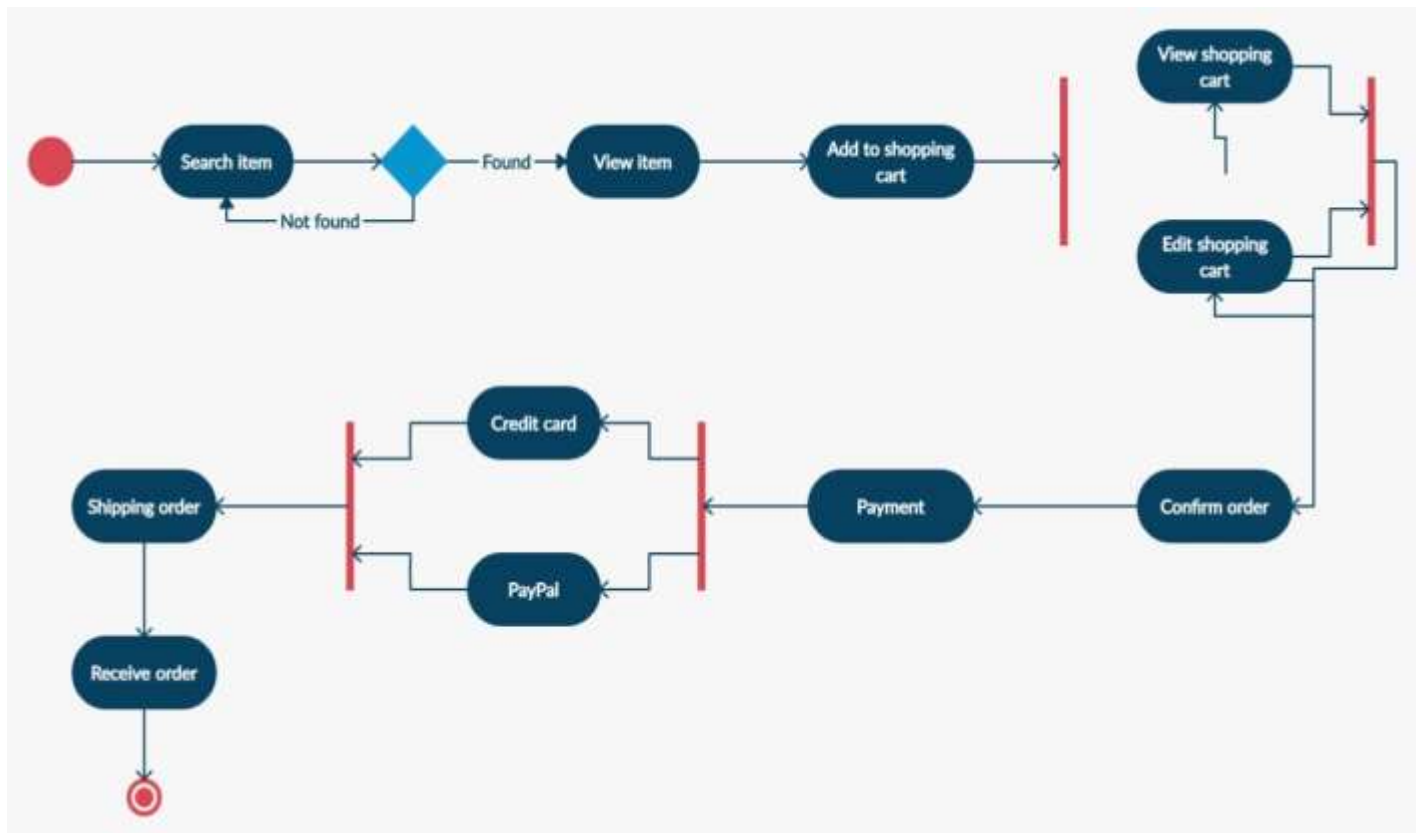 View shopping
cart
Search item
Found
View item
Add to shopping
cart
Not found
Edit shopping
cart
Credit card
Shipping order
Payment
Confirm order
PayPal
Receive order